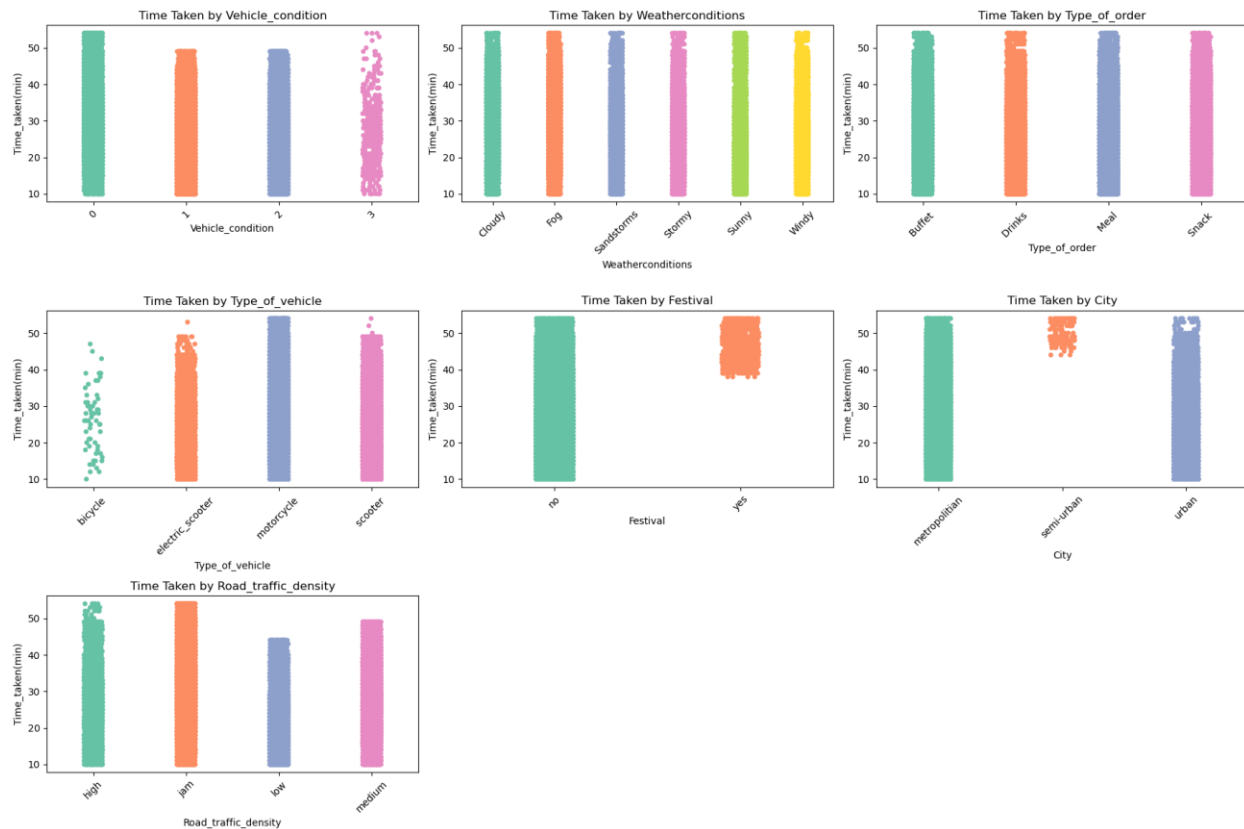 Time Taken by Vehicle_condition
Time_taken(min)
50
40
30
20
10
0
1
2
3
Vehicle_condition
Time Taken by Weatherconditions
Time_taken(min)
50
40
30
20
10
Cloudy
Fog
Sandstorms
Stormy
Sunny
Windy
Weatherconditions
Time Taken by Type_of_order
Time_taken(min)
50
40
30
20
10
Buffet
Drinks
Meal
Snack
Type_of_order
Time Taken by Type_of_vehicle
Time_taken(min)
50
40
30
20
10
bicycle
electric_scooter
motorcycle
scooter
Type_of_vehicle
Time Taken by Festival
Time_taken(min)
50
40
30
20
10
no
yes
Festival
Time Taken by City
Time_taken(min)
50
40
30
20
10
metropolitian
semi-urban
urban
City
Time Taken by Road_traffic_density
Time_taken(min)
50
40
30
20
10
high
jam
low
medium
Road_traffic_density